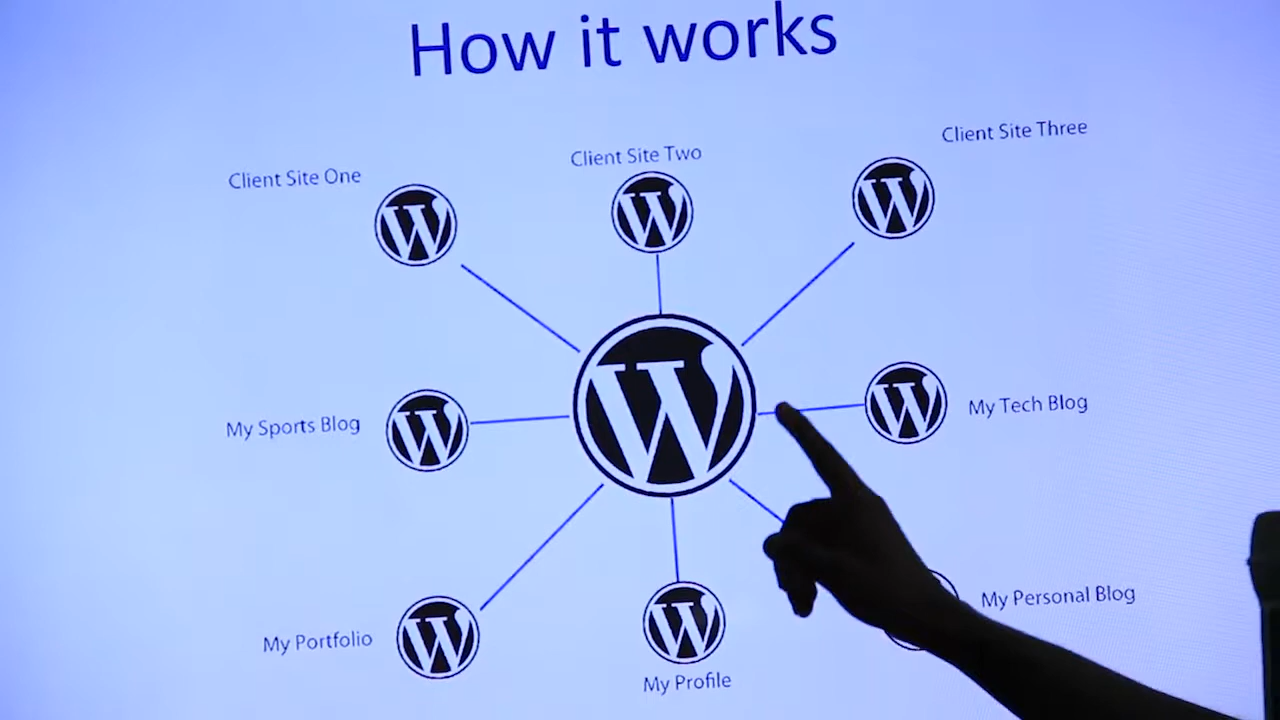 How it works
Client Site One
Client Site Two
Client Site Three
My Sports Blog
My Tech Blog
My Portfolio
My Profile
My Personal Blog